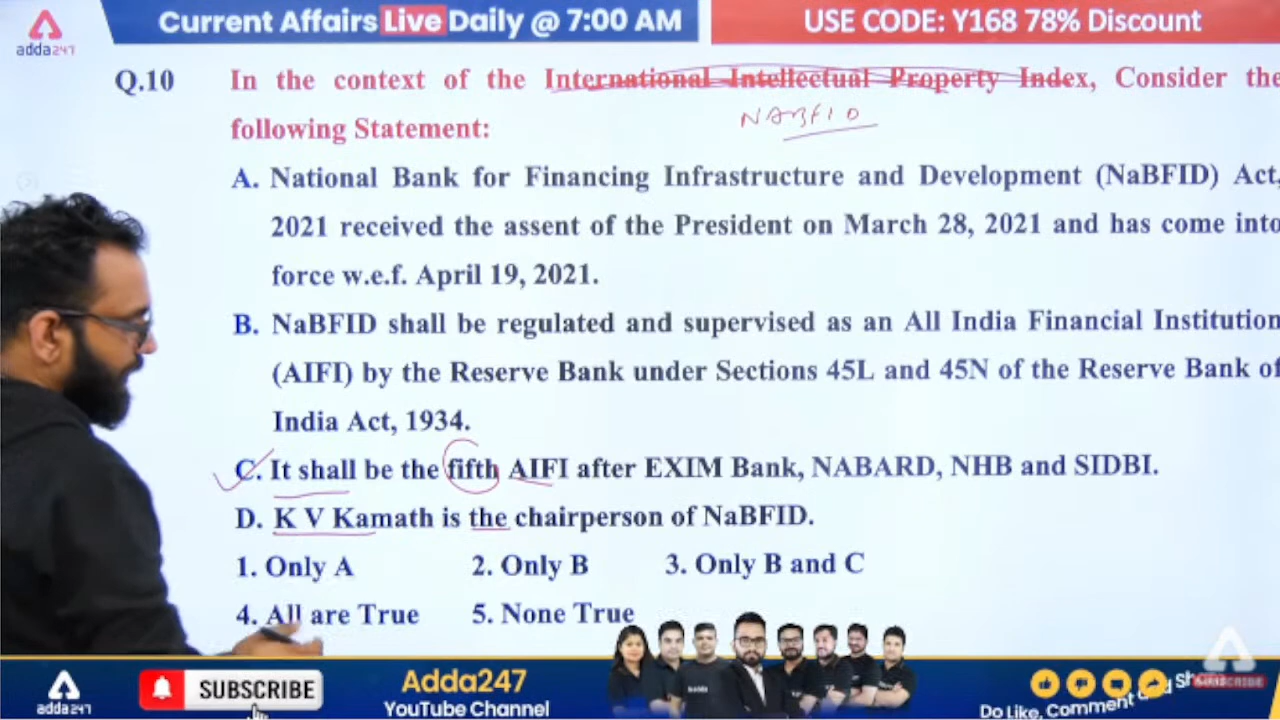 Current Affairs Live Daily @ 7:00 AM
USE CODE: Y168 78% Discount
adda247
Q.10 In the context of the International Intellectual Property Index, Consider the
following Statement:
NABFID
A. National Bank for Financing Infrastructure and Development (NaBFID) Act,
2021 received the assent of the President on March 28, 2021 and has come into
force w.e.f. April 19, 2021.
B. NaBFID shall be regulated and supervised as an All India Financial Institution
(AIFI) by the Reserve Bank under Sections 45L and 45N of the Reserve Bank of
India Act, 1934.
C. It shall be the fifth AIFI after EXIM Bank, NABARD, NHB and SIDBI.
D. K V Kamath is the chairperson of NaBFID.
1. Only A 2. Only B 3. Only B and C
4. All are True 5. None True
adda247
SUBSCRIBE
Adda247
YouTube Channel
SUBSCRIBE
Do Like, Comment and Sh